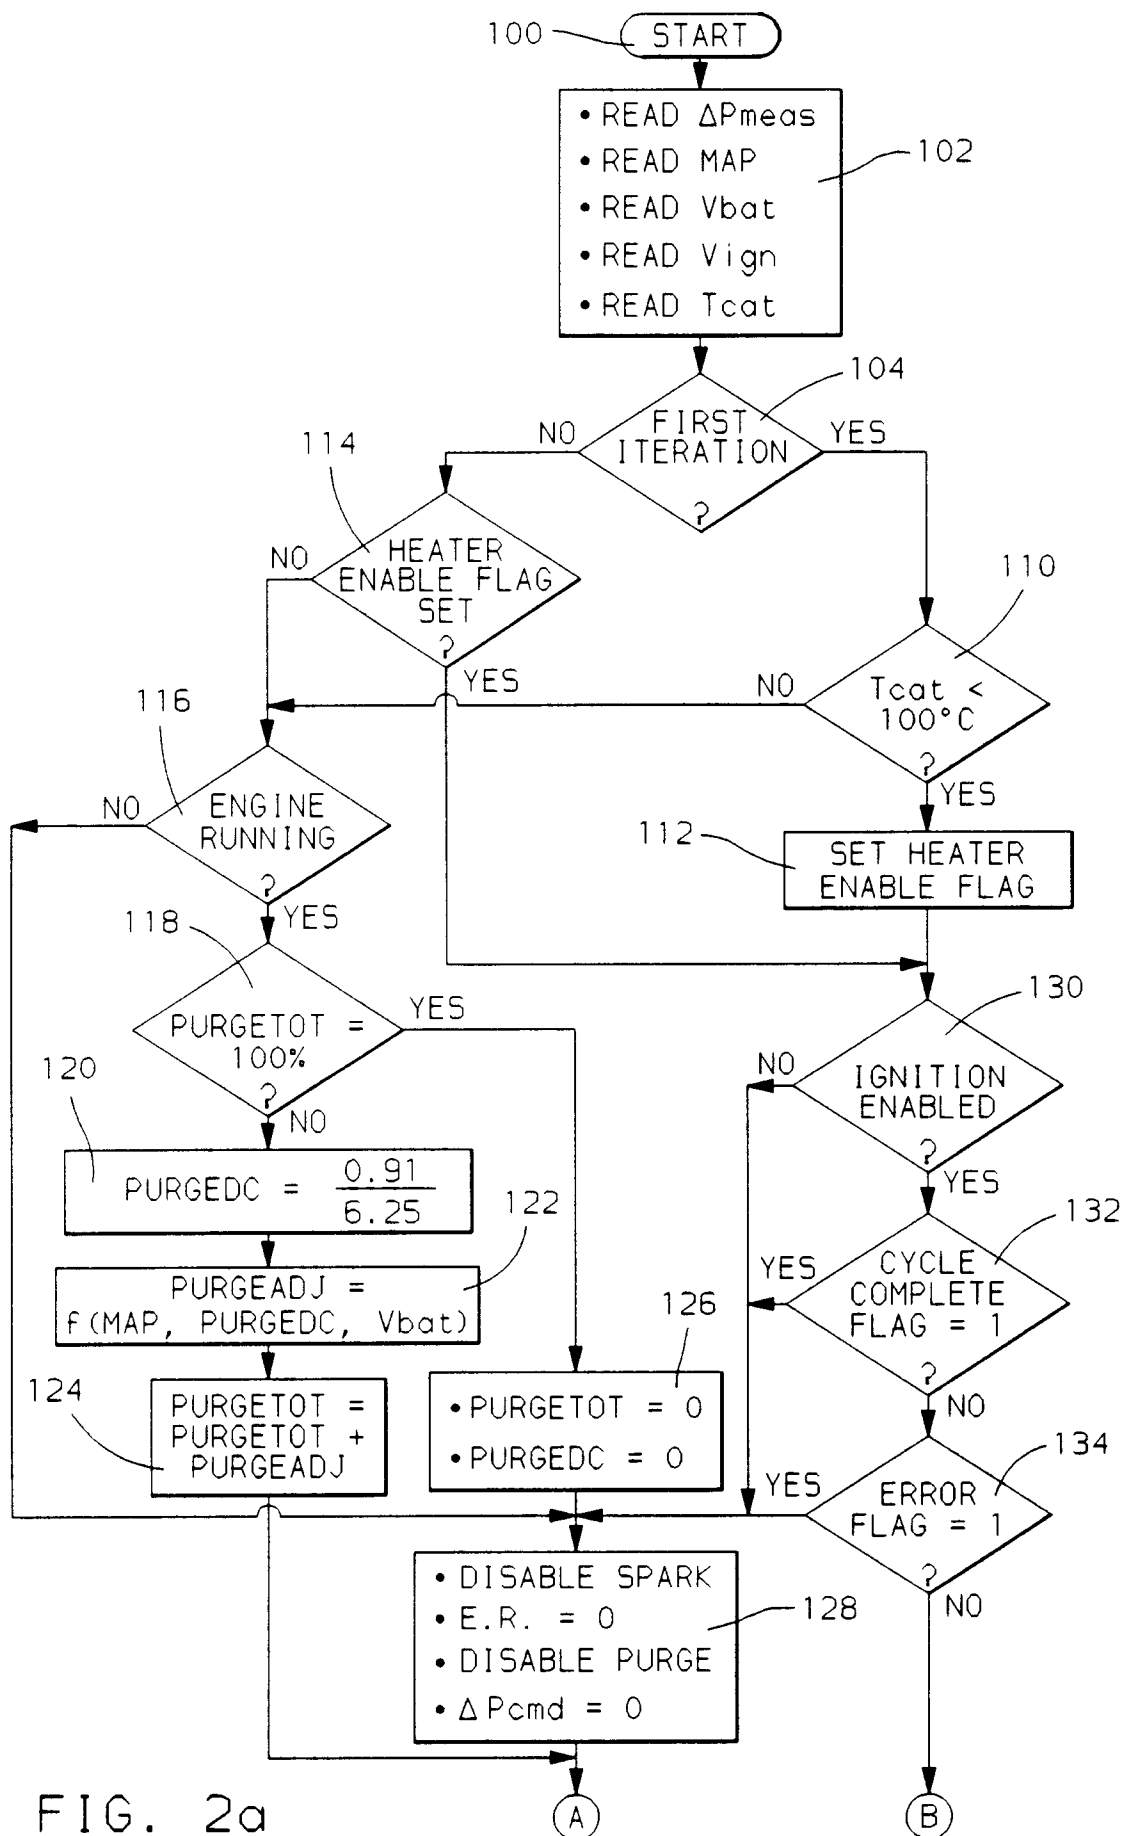 100
START
• READ ΔPmeas
• READ MAP
• READ Vbat
• READ Vign
• READ Tcat
102
104
FIRST
ITERATION
?
NO
YES
114
HEATER
ENABLE FLAG
SET
?
NO
YES
110
Tcat <
100°C
?
NO
YES
116
ENGINE
RUNNING
?
NO
YES
112
SET HEATER
ENABLE FLAG
118
PURGETOT =
100%
?
YES
NO
130
IGNITION
ENABLED
?
NO
YES
120
PURGEDC = 0.91
6.25
122
PURGEADJ =
f(MAP, PURGEDC, Vbat)
132
CYCLE
COMPLETE
FLAG = 1
?
YES
NO
124
PURGETOT =
PURGETOT +
PURGEADJ
126
• PURGETOT = 0
• PURGEDC = 0
134
ERROR
FLAG = 1
?
YES
NO
• DISABLE SPARK
• E.R. = 0
• DISABLE PURGE
• ΔPcmd = 0
128
FIG. 2a
A
B